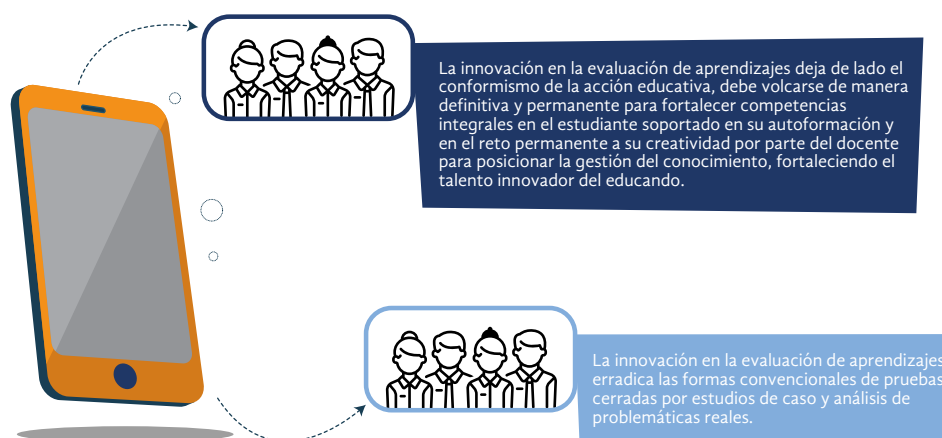 La innovación en la evaluación de aprendizajes deja de lado el
conformismo de la acción educativa, debe volcarse de manera
definitiva y permanente para fortalecer competencias
integrales en el estudiante soportado en su autoformación y
en el reto permanente a su creatividad por parte del docente
para posicionar la gestión del conocimiento, fortaleciendo el
talento innovador del educando.
La innovación en la evaluación de aprendizajes
erradica las formas convencionales de pruebas
cerradas por estudios de caso y análisis de
problemáticas reales.